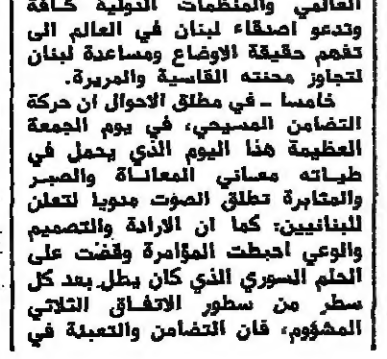 العالمي والمنظمات الدولية كافة
وتدعو اصدقاء لبنان في العالم الى
تفهم حقيقة الاوضاع ومساعدة لبنان
لتجاوز محنته القاسية والمريرة.
خامسا ـ في مطلق الاحوال ان حركة
التضامن المسيحي، في يوم الجمعة
العظيمة هذا اليوم الذي يحمل في
طياته معاني المعاناة والصبر
والمثابرة تطلق الصوت مدويا لتعلن
للبنانيين: كما ان الارادة والتصميم
والوعي احبطت المؤامرة وقضت على
الحلم السوري الذي كان يطل بعد كل
سطر من سطور الاتفاق الثلاثي
المشؤوم، فان التضامن والتعبئة في